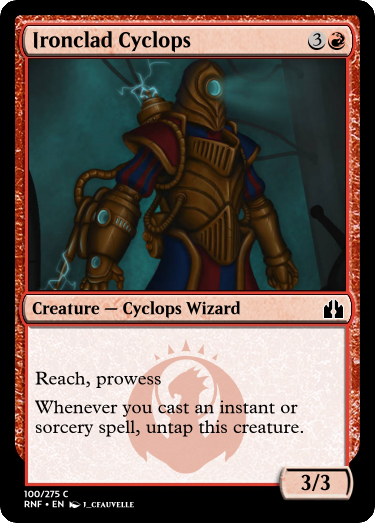 Ironclad Cyclops 3
Creature — Cyclops Wizard
Reach, prowess
Whenever you cast an instant or
sorcery spell, untap this creature.
3/3
100/275 C
RNF • EN J_CFAUVELLE